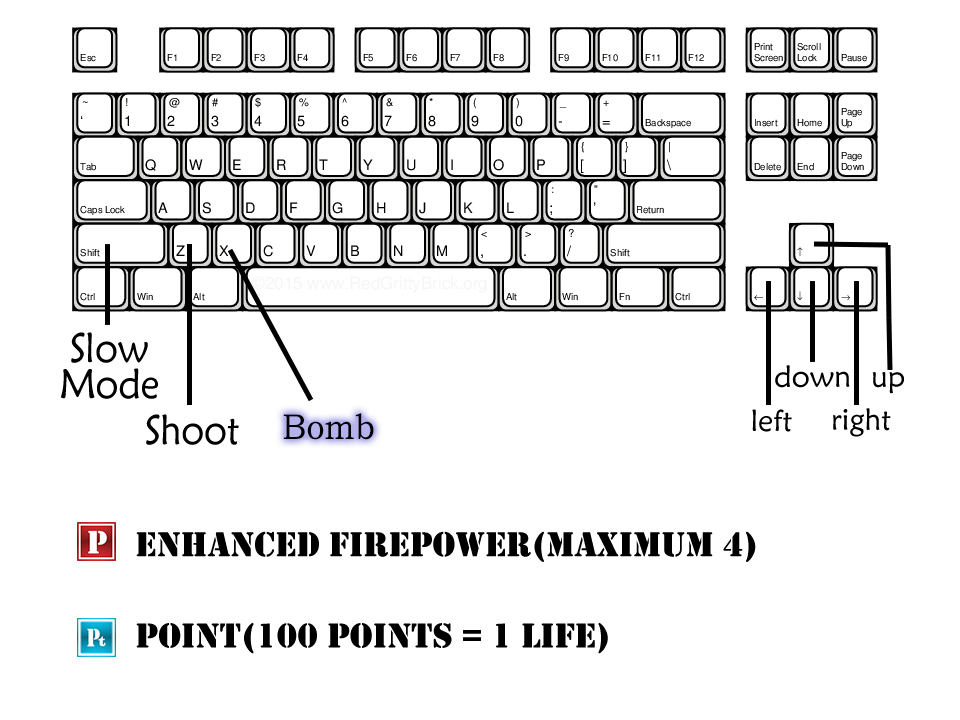 Esc F1 F2 F3 F4 F5 F6 F7 F8 F9 F10 F11 F12 Print Screen Scroll Lock Pause
~ ` ! 1 @ 2 # 3 $ 4 % 5 ^ 6 & 7 * 8 ( 9 ) 0 _ - + = Backspace Insert Home Page Up
Tab Q W E R T Y U I O P { [ } ] | \ Delete End Page Down
Caps Lock A S D F G H J K L : ; " ' Return
Shift Z X C V B N M < , > . ? / Shift ↑
Ctrl Win Alt ©2015 www.RedGrittyBrick.org Alt Win Fn Ctrl ← ↓ →
Slow
Mode
Shoot
Bomb
down up
left right
P ENHANCED FIREPOWER(MAXIMUM 4)
Pt POINT(100 POINTS = 1 LIFE)